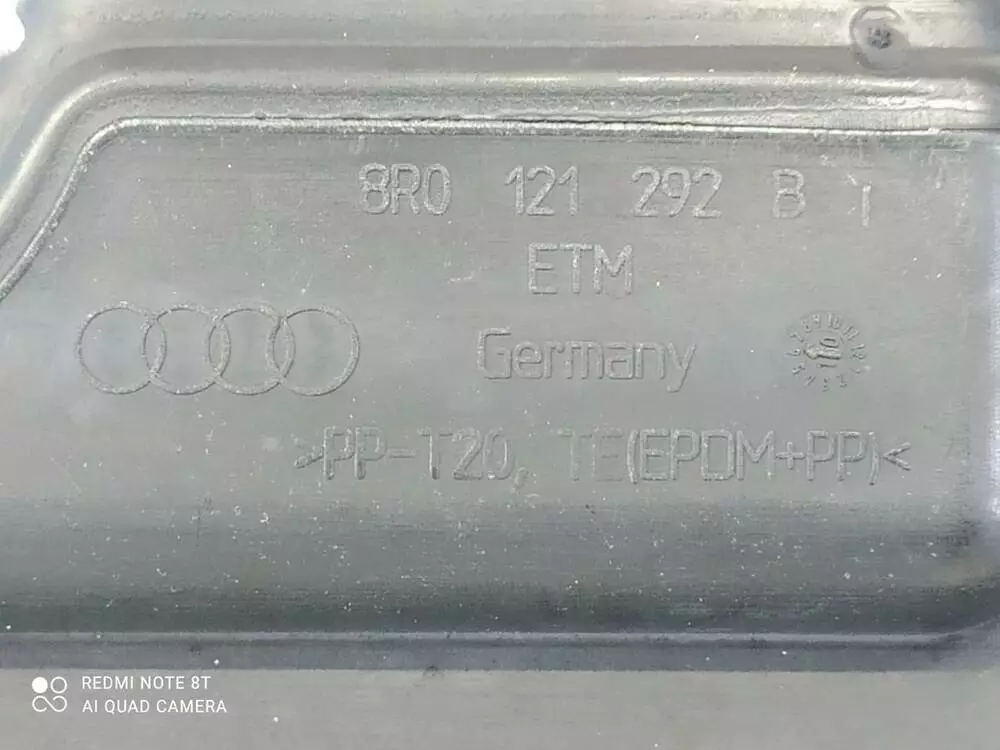 8R0 121 292 B
ETM
Germany
>PP-T20, TE(EPDM+PP)<
REDMI NOTE 8T
AI QUAD CAMERA